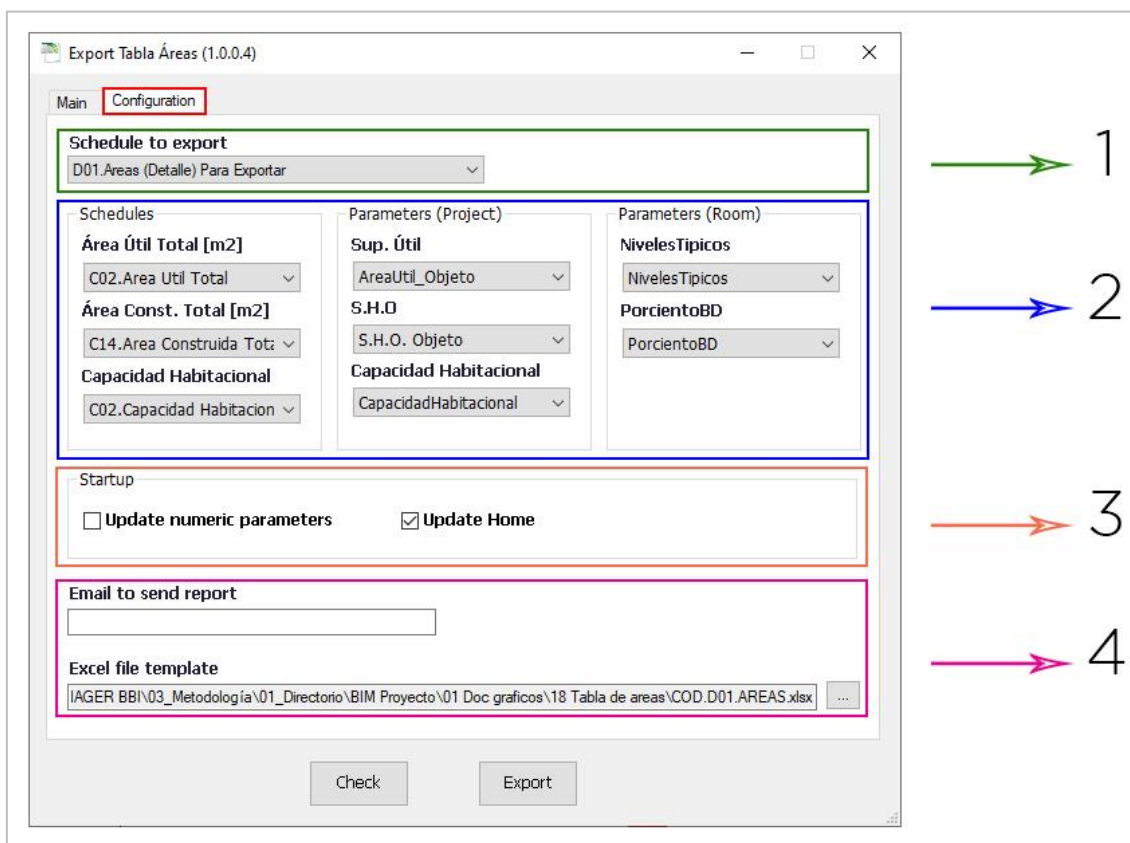 Export Tabla Áreas (1.0.0.4)
Main Configuration
Schedule to export
D01.Areas (Detalle) Para Exportar
1
Schedules
Área Útil Total [m2]
C02.Area Util Total
Área Const. Total [m2]
C14.Area Construida Tota
Capacidad Habitacional
C02.Capacidad Habitacion
Parameters (Project)
Sup. Útil
AreaUtil_Objeto
S.H.O
S.H.O. Objeto
Capacidad Habitacional
CapacidadHabitacional
Parameters (Room)
NivelesTipicos
NivelesTipicos
PorcientoBD
PorcientoBD
2
Startup
Update numeric parameters Update Home
3
Email to send report
Excel file template
IAGER BBI\03_Metodología\01_Directorio\BIM Proyecto\01 Doc graficos\18 Tabla de areas\COD.D01.AREAS.xlsx ...
4
Check Export